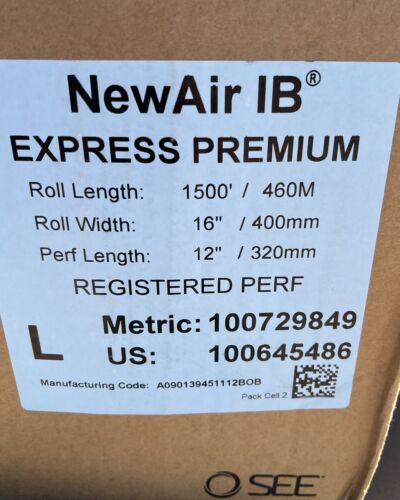 NewAir IB®
EXPRESS PREMIUM
Roll Length: 1500' / 460M
Roll Width: 16" / 400mm
Perf Length: 12" / 320mm
REGISTERED PERF
L Metric: 100729849
US: 100645486
Manufacturing Code: A090139451112BOB
Pack Cell 2
SEE